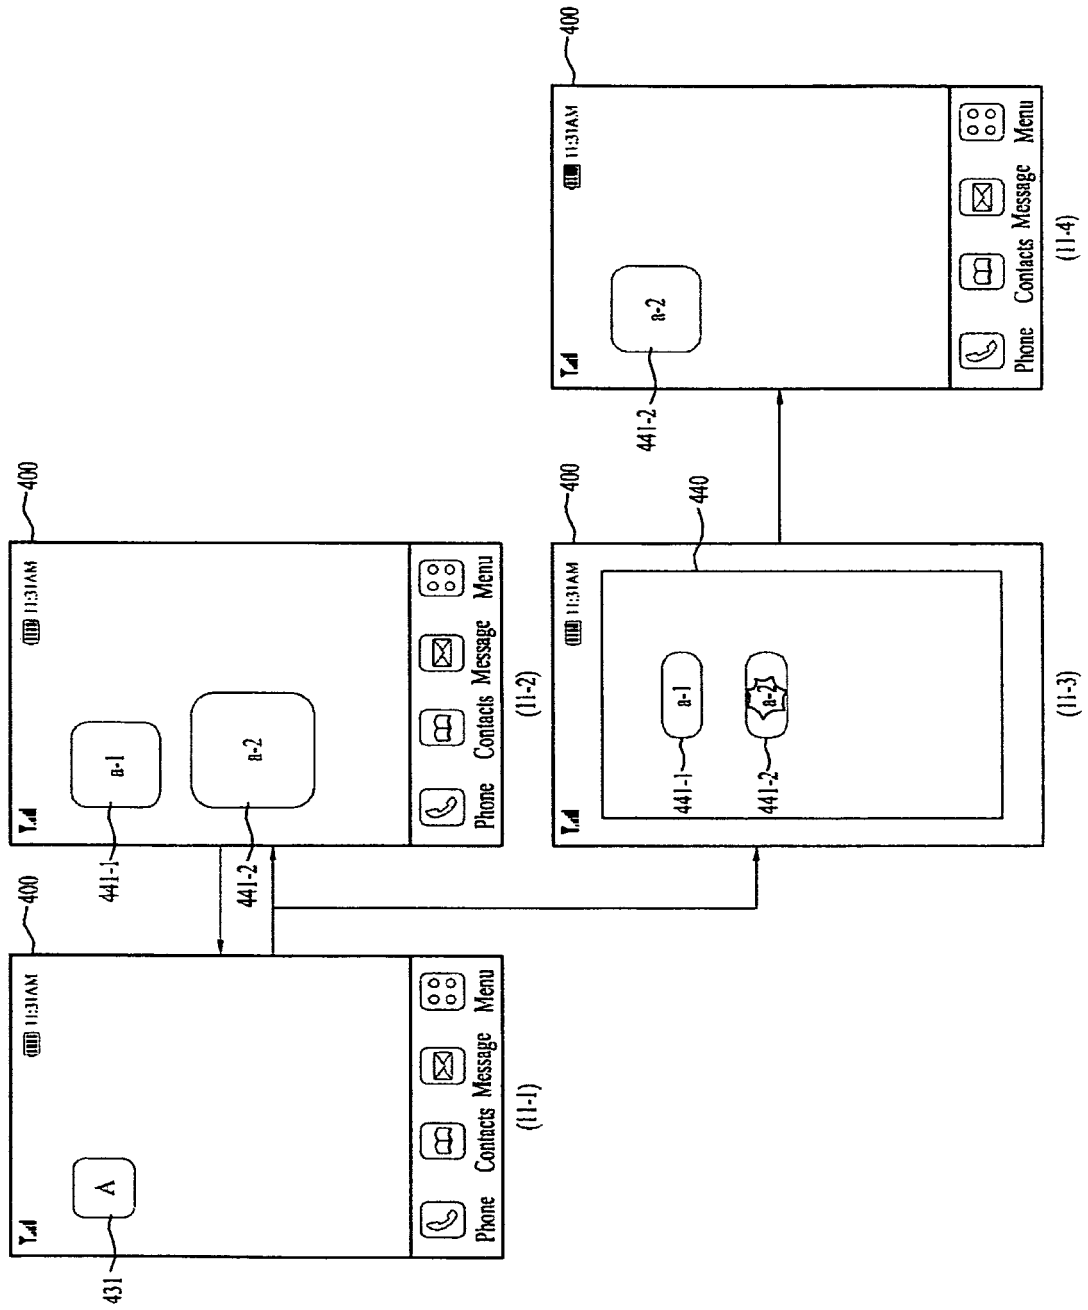 400
11:31AM
A
431
Phone Contacts Message Menu
(11-1)
400
11:31AM
a-1
441-1
a-2
441-2
Phone Contacts Message Menu
(11-2)
400
11:31AM
440
a-1
441-1
a-2
441-2
(11-3)
400
11:31AM
a-2
441-2
Phone Contacts Message Menu
(11-4)